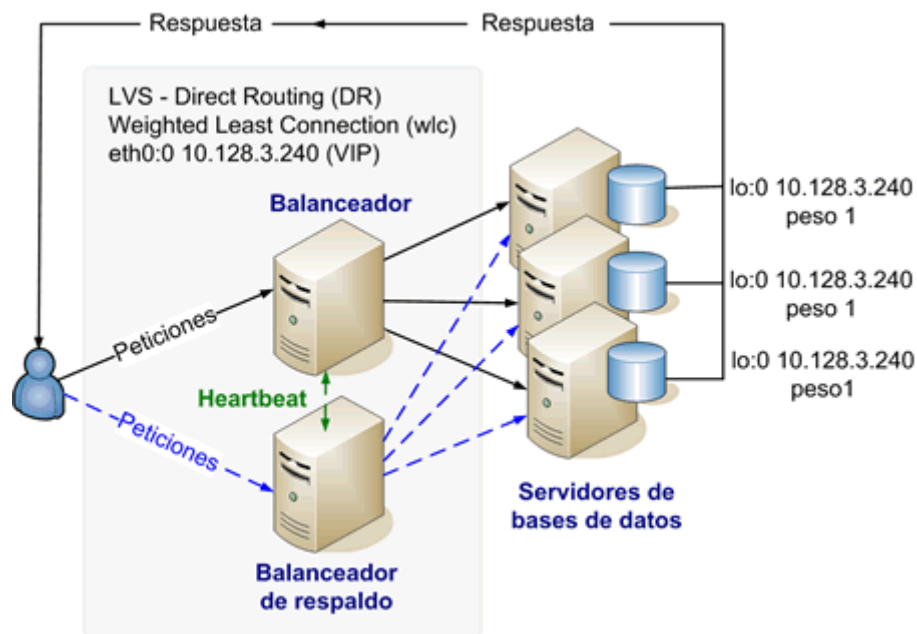 Respuesta
Respuesta
LVS - Direct Routing (DR)
Weighted Least Connection (wlc)
eth0:0 10.128.3.240 (VIP)
Balanceador
lo:0 10.128.3.240
peso 1
lo:0 10.128.3.240
peso 1
lo:0 10.128.3.240
peso1
Peticiones
Heartbeat
Peticiones
Servidores de
bases de datos
Balanceador
de respaldo